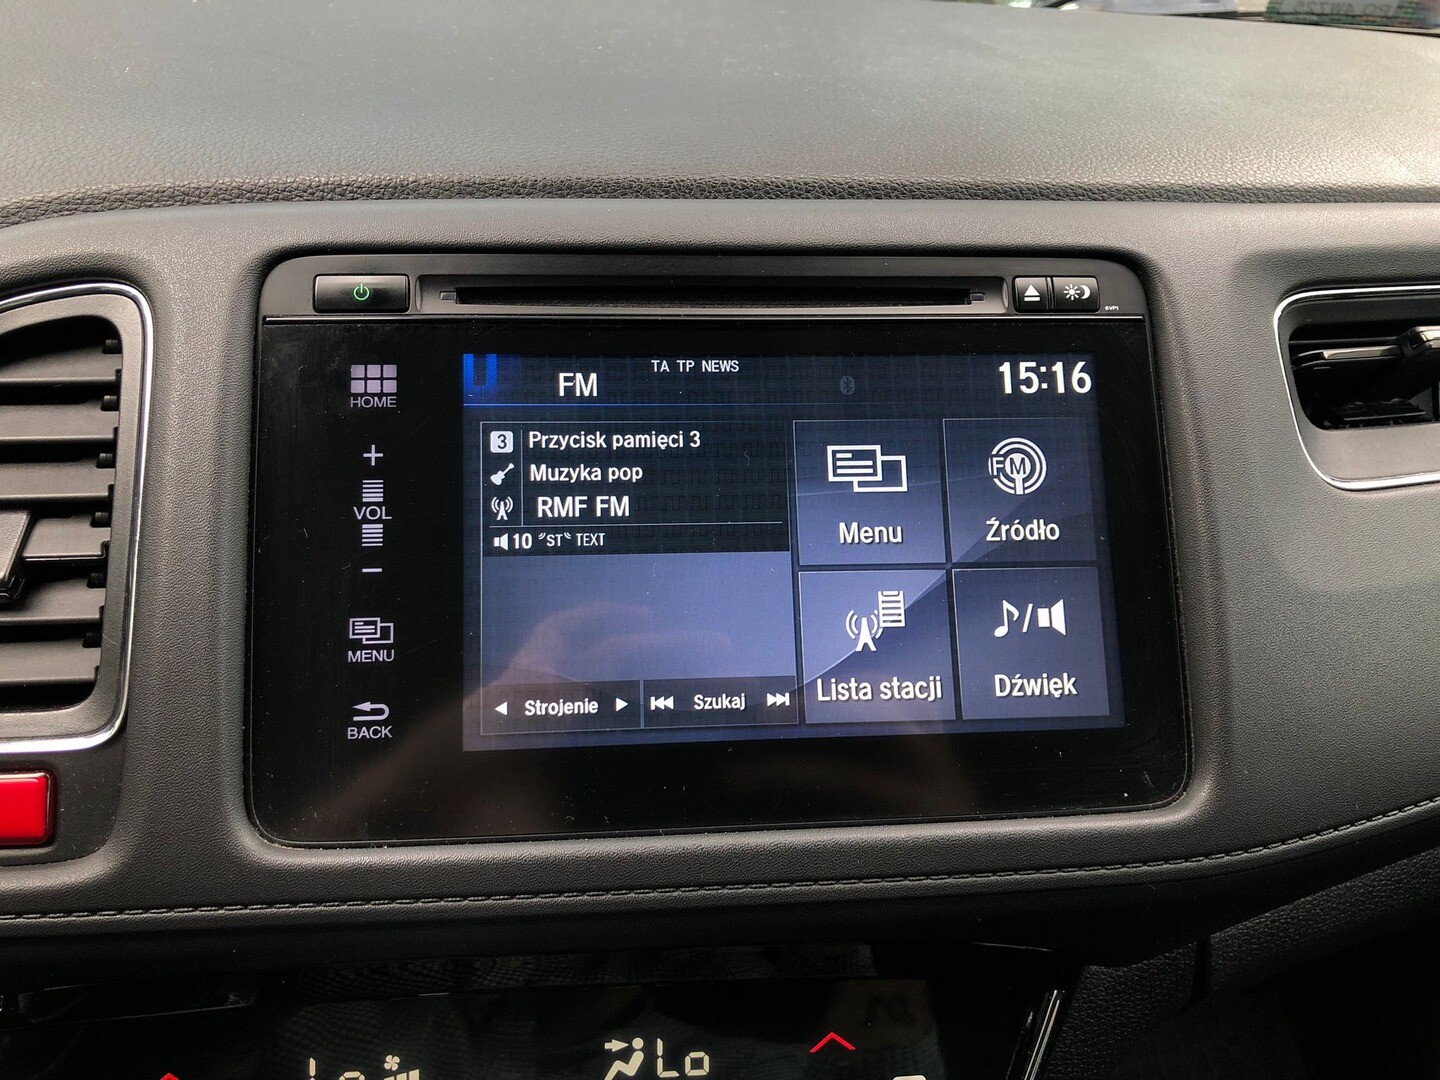 HOME
+
VOL
−
MENU
BACK
TA TP NEWS
FM
15:16
3 Przycisk pamięci 3
Muzyka pop
RMF FM
10 ST TEXT
Strojenie
Szukaj
Menu
FM
Źródło
Lista stacji
Dźwięk
Lo
Lo